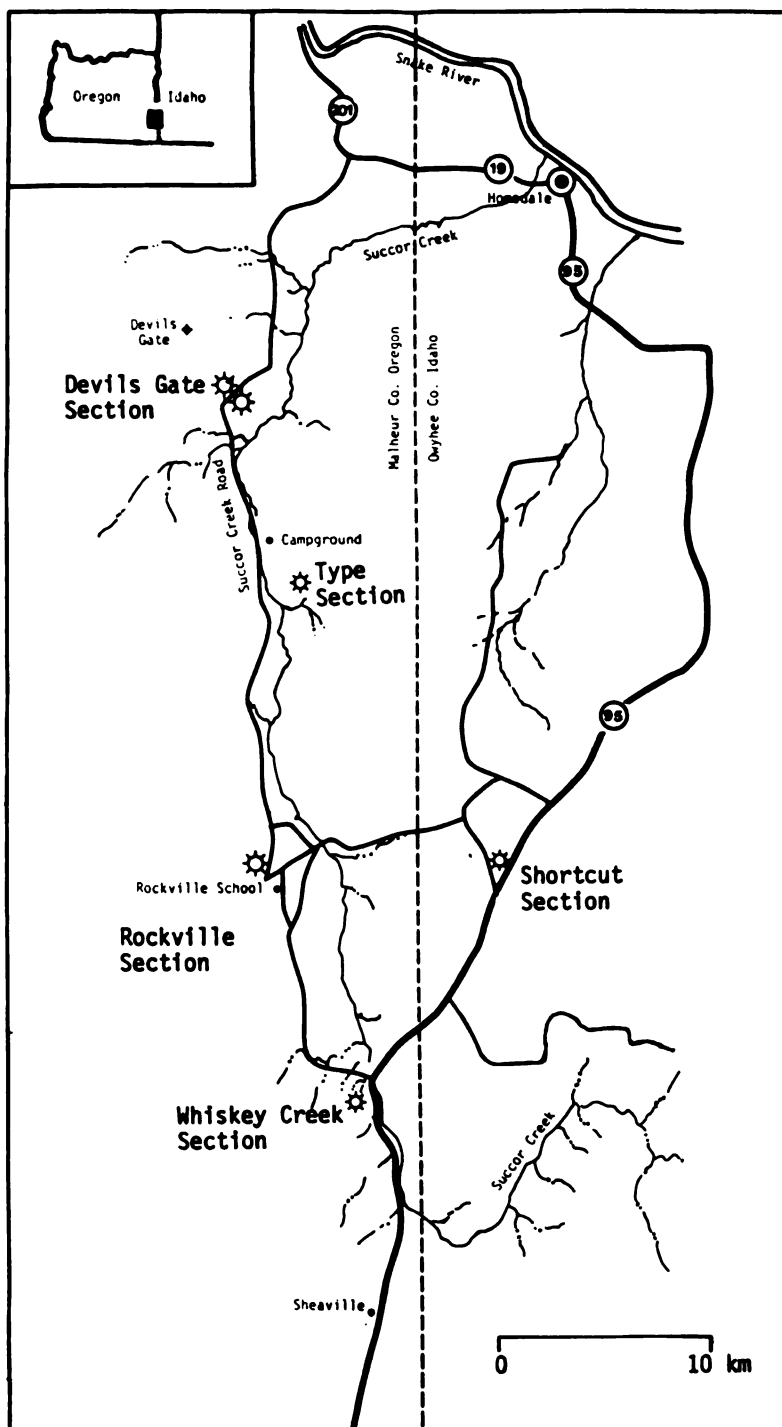 Oregon
Idaho
Snake River
201
19
Homedale
Succor Creek
95
Devils
Gate
Devils Gate
Section
Malheur Co. Oregon
Owyhee Co. Idaho
Succor Creek Road
Campground
Type
Section
95
Shortcut
Section
Rockville School
Rockville
Section
Whiskey Creek
Section
Succor Creek
Sheaville
0 10 km